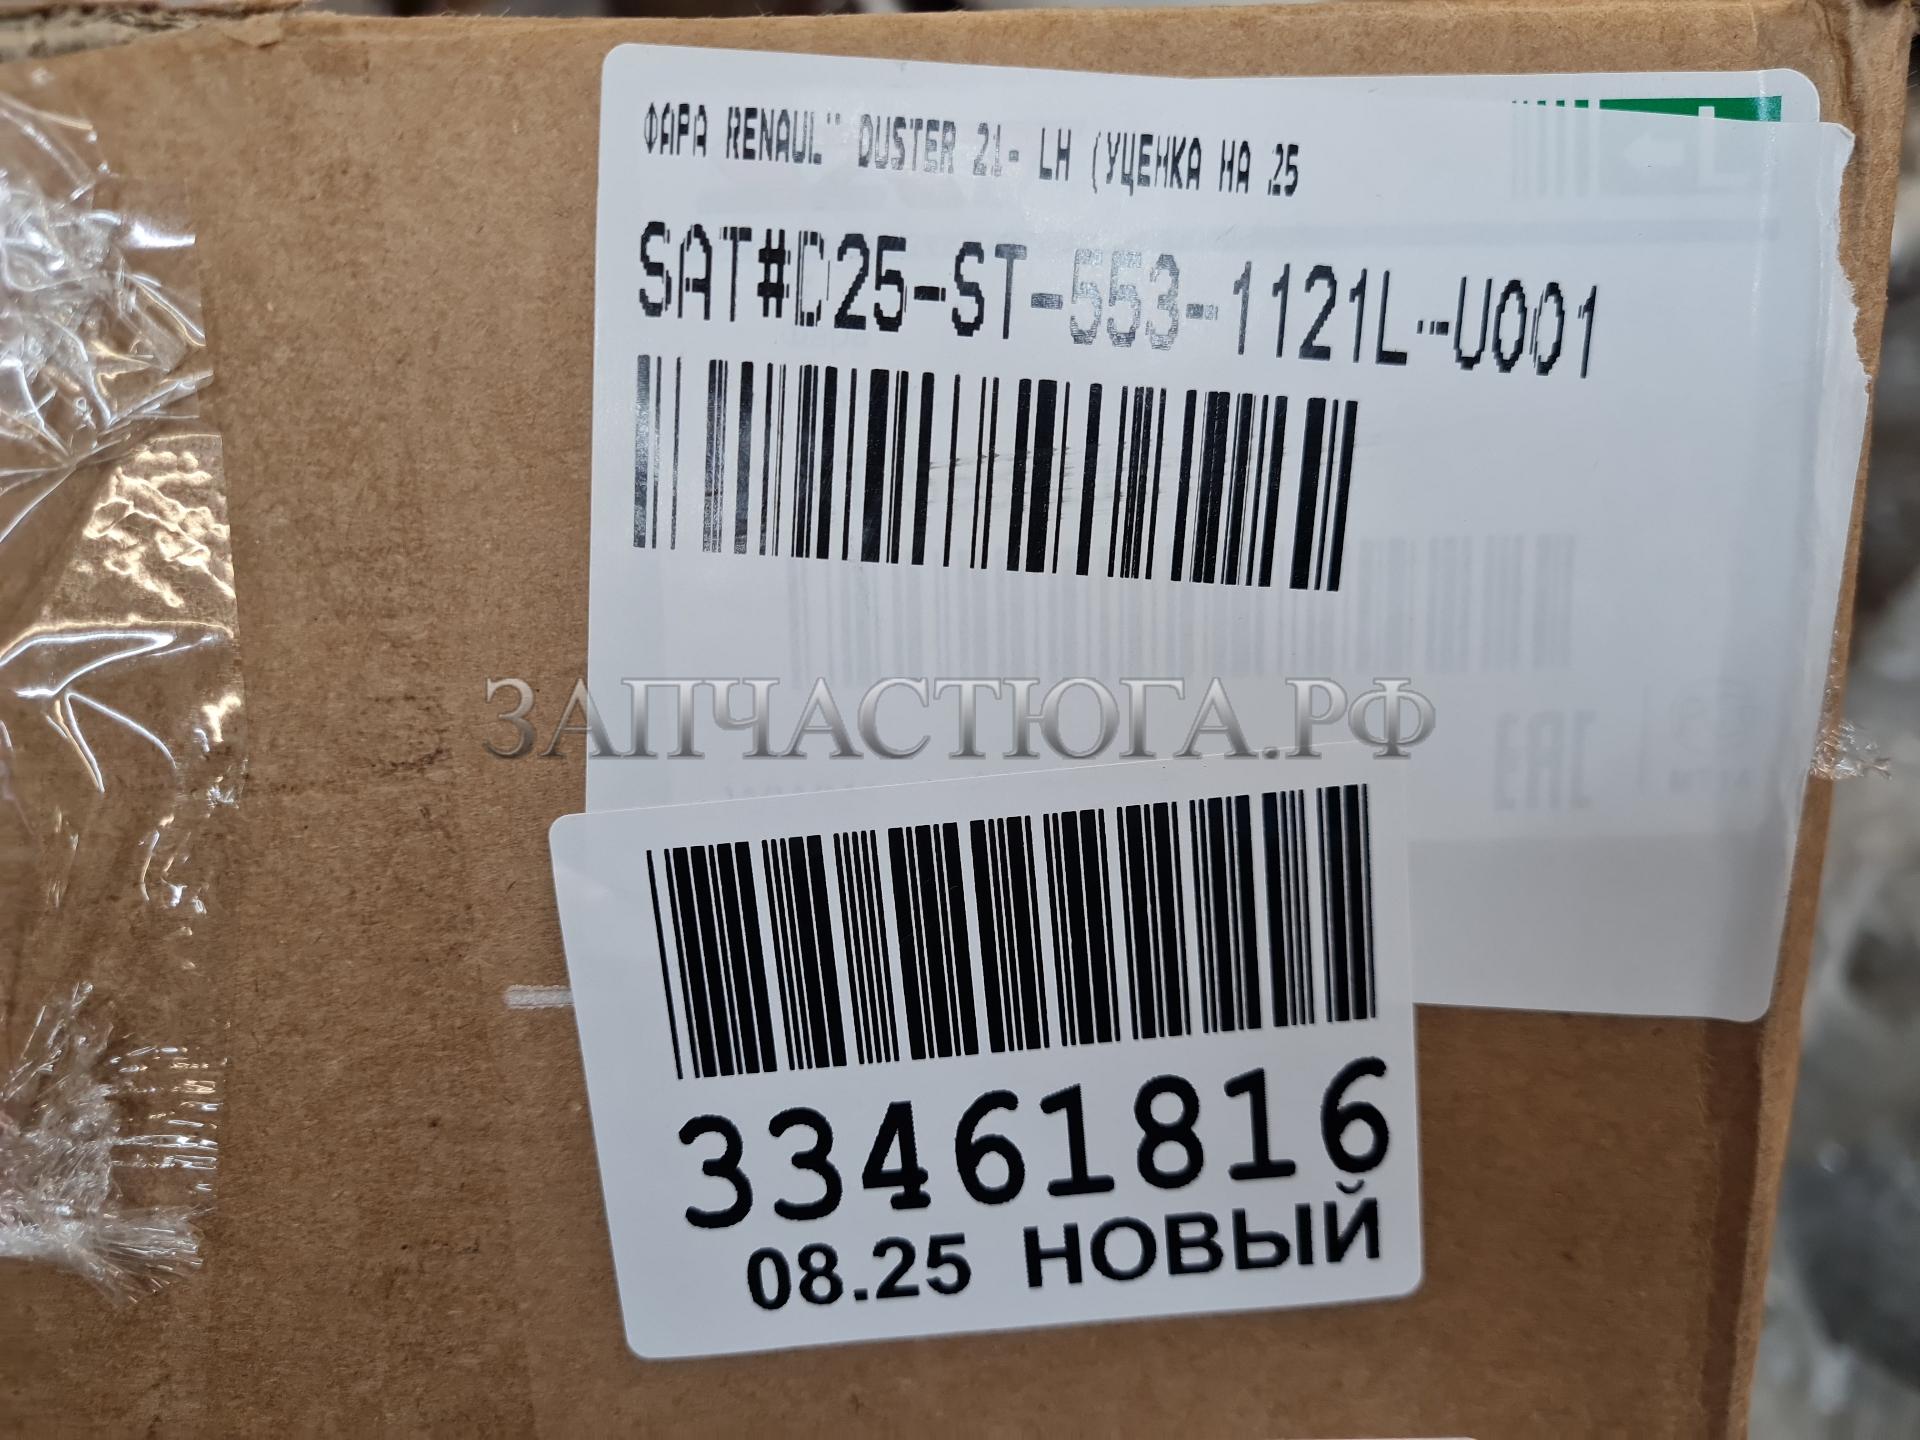 ФАРА RENAULT DUSTER 21- LH (УЦЕНКА НА 25
SAT#D25-ST-553-1121L-U001
ЗАПЧАСТЮГА.РФ
33461816
08.25 НОВЫЙ